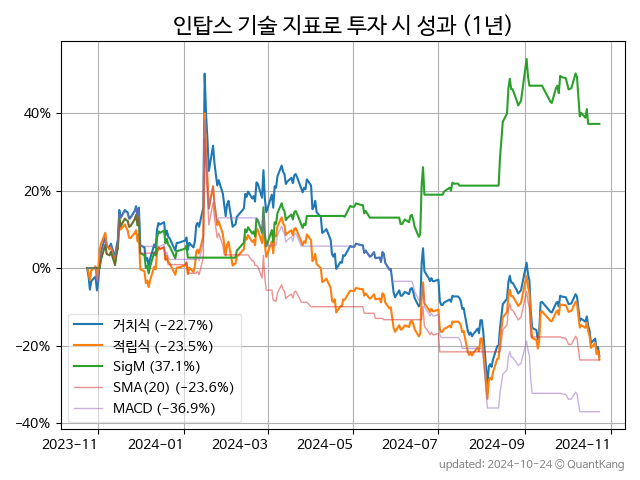 인탑스 기술 지표로 투자 시 성과 (1년)
40%
20%
0%
−20%
−40%
거치식 (−22.7%)
적립식 (−23.5%)
SigM (37.1%)
SMA(20) (−23.6%)
MACD (−36.9%)
2023-11 2024-01 2024-03 2024-05 2024-07 2024-09 2024-11
updated: 2024-10-24 @ QuantKang